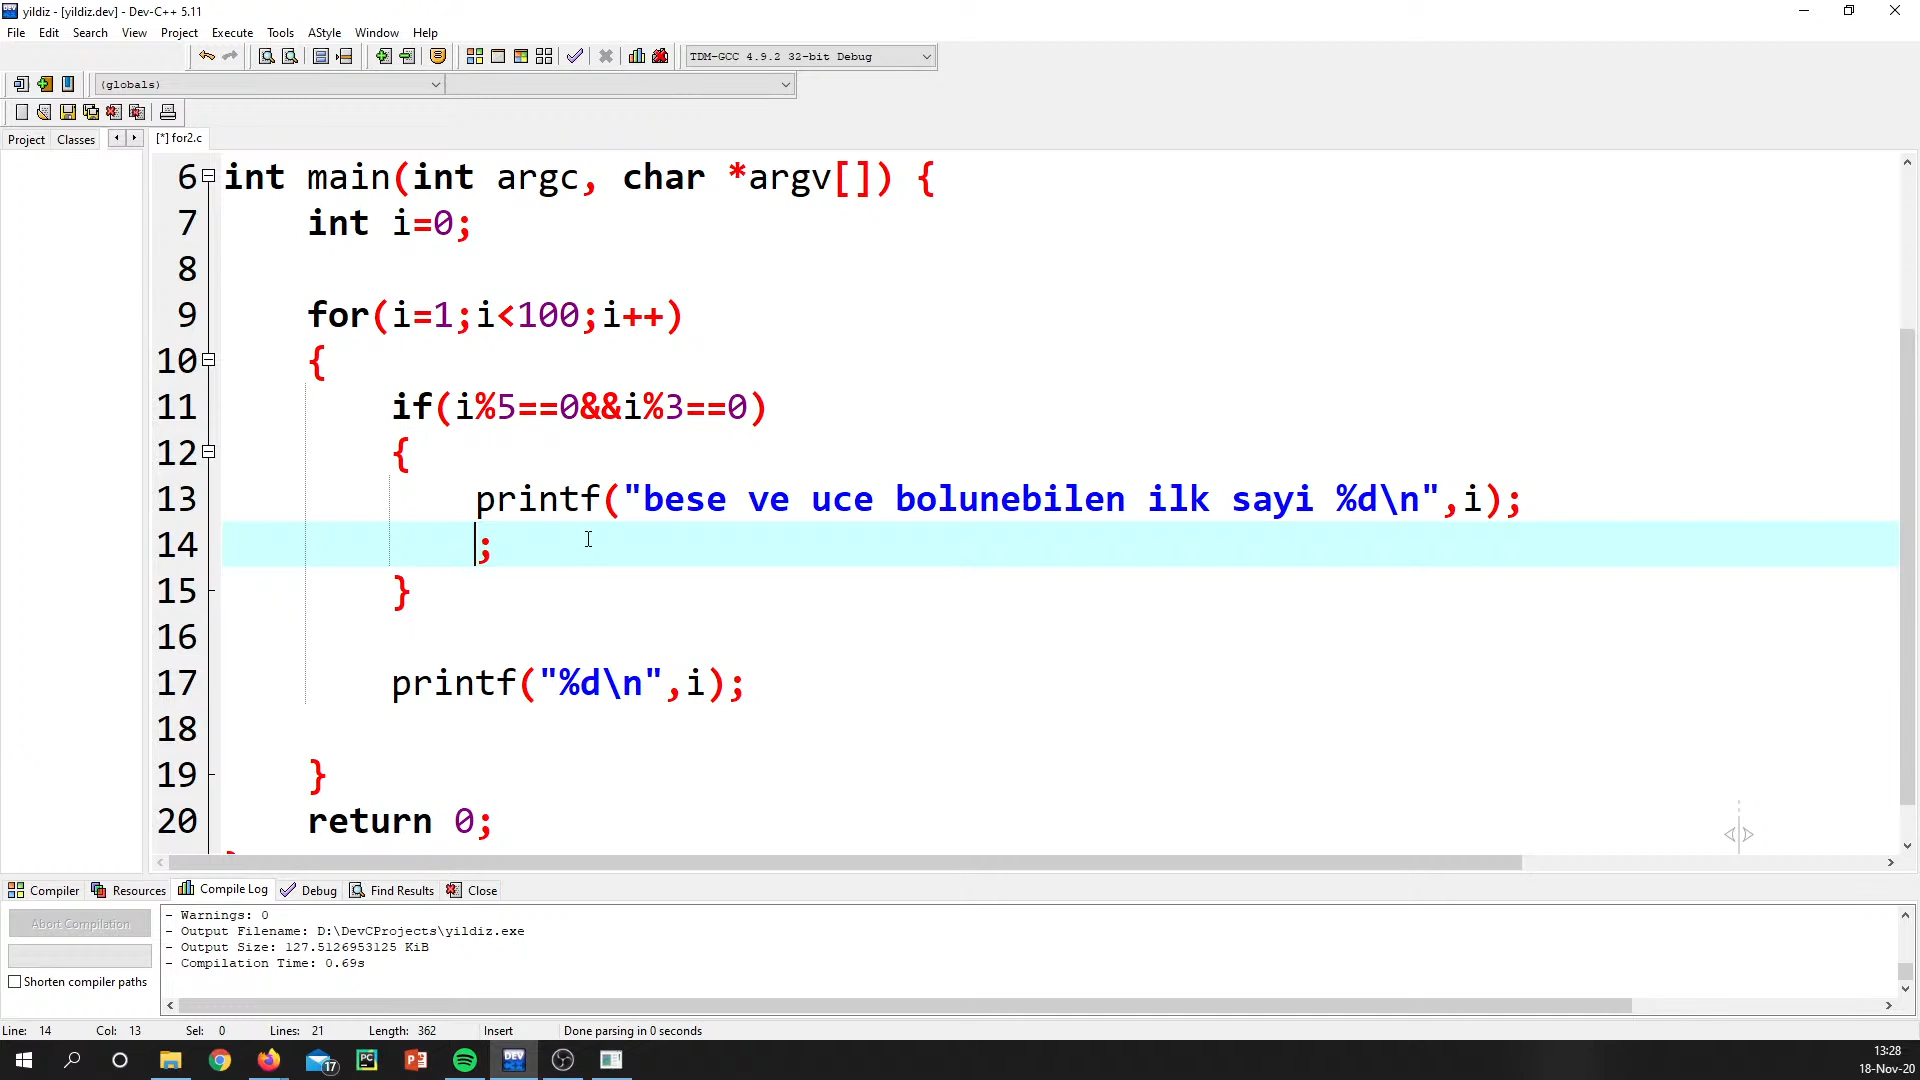 yildiz - [yildiz.dev] - Dev-C++ 5.11
File Edit Search View Project Execute Tools AStyle Window Help
TDM-GCC 4.9.2 32-bit Debug
(globals)
Project Classes [*] for2.c
6 int main(int argc, char *argv[]) {
7 int i=0;
8
9 for(i=1;i<100;i++)
10 {
11 if(i%5==0&&i%3==0)
12 {
13 printf("bese ve uce bolunebilen ilk sayi %d\n",i);
14 ;
15 }
16
17 printf("%d\n",i);
18
19 }
20 return 0;
Compiler Resources Compile Log Debug Find Results Close
Abort Compilation
Shorten compiler paths
- Warnings: 0
- Output Filename: D:\DevCProjects\yildiz.exe
- Output Size: 127.5126953125 KiB
- Compilation Time: 0.69s
Line: 14 Col: 13 Sel: 0 Lines: 21 Length: 362 Insert Done parsing in 0 seconds
17 PC P DEV
13:28
18-Nov-20